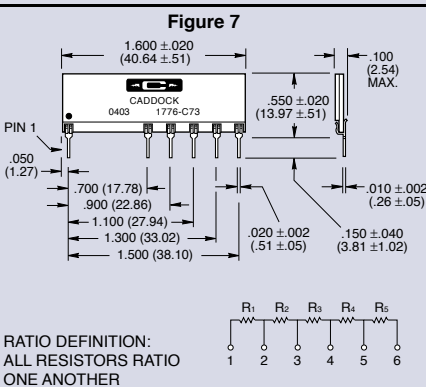 Figure 7
1.600 ±.020
(40.64 ±.51)
.100
(2.54)
MAX.
CADDOCK
0403 1776-C73
.550 ±.020
(13.97 ±.51)
PIN 1
.050
(1.27)
.700 (17.78)
.900 (22.86)
1.100 (27.94)
1.300 (33.02)
1.500 (38.10)
.020 ±.002
(.51 ±.05)
.010 ±.002
(.26 ±.05)
.150 ±.040
(3.81 ±1.02)
R1 R2 R3 R4 R5
1 2 3 4 5 6
RATIO DEFINITION:
ALL RESISTORS RATIO
ONE ANOTHER